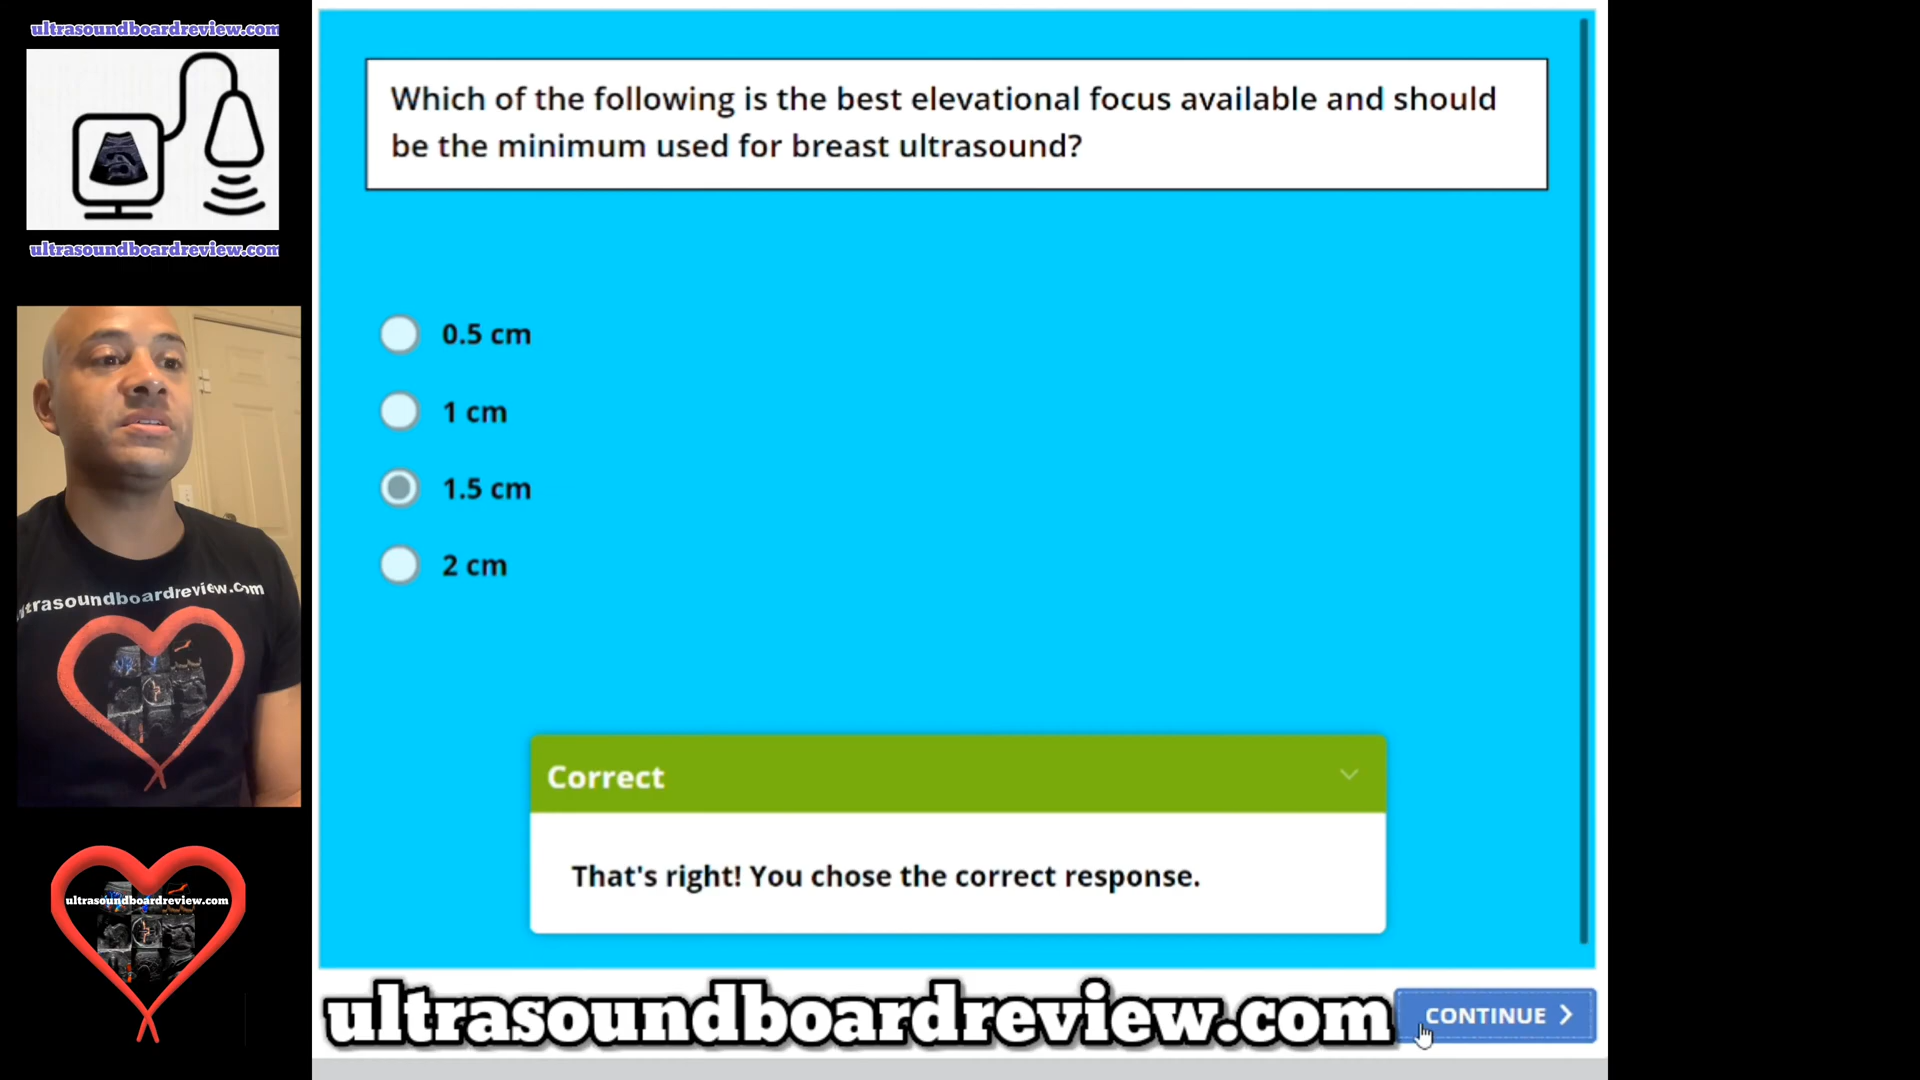 ultrasoundboardreview.com
ultrasoundboardreview.com
trasoundboardreview.com
ultrasoundboardreview.com
Which of the following is the best elevational focus available and should
be the minimum used for breast ultrasound?
0.5 cm
1 cm
1.5 cm
2 cm
Correct
That's right! You chose the correct response.
ultrasoundboardreview.com
CONTINUE